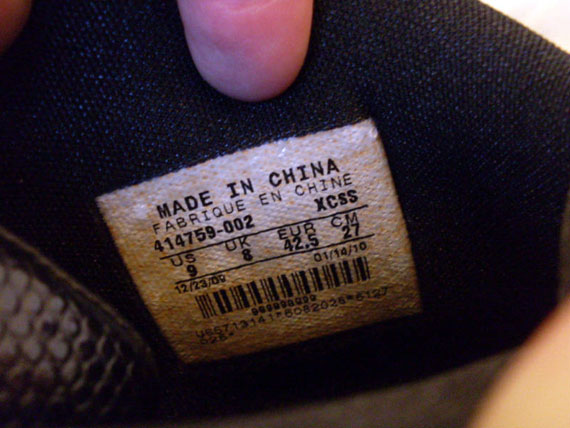 MADE IN CHINA
FABRIQUE EN CHINE
414759-002 XCSS
US UK EUR CM
9 8 42.5 27
12/23/09 01/14/10